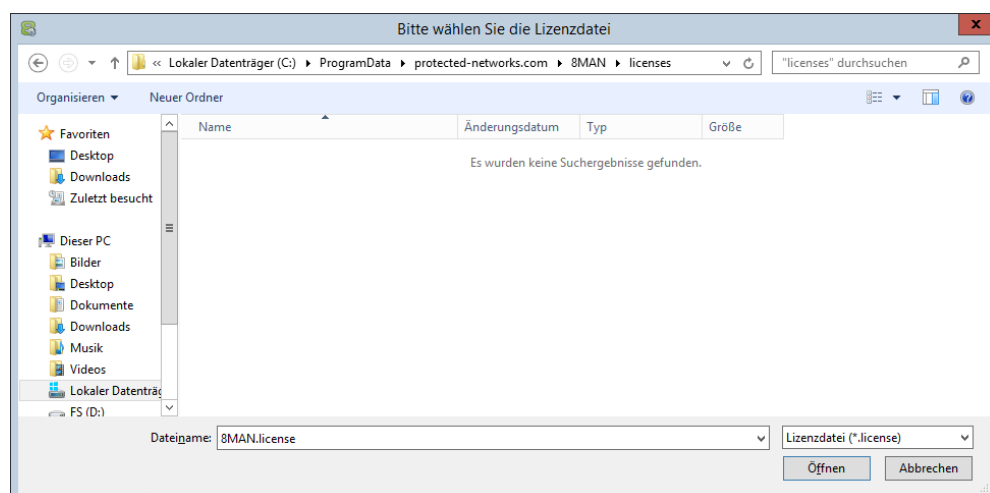 Bitte wählen Sie die Lizenzdatei
« Lokaler Datenträger (C:) ProgramData protected-networks.com 8MAN licenses
"licenses" durchsuchen
Organisieren Neuer Ordner
Name Änderungsdatum Typ Größe
Es wurden keine Suchergebnisse gefunden.
Favoriten
Desktop
Downloads
Zuletzt besucht
Dieser PC
Bilder
Desktop
Dokumente
Downloads
Musik
Videos
Lokaler Datenträg
FS (D:)
Dateiname: 8MAN.license
Lizenzdatei (*.license)
Öffnen Abbrechen